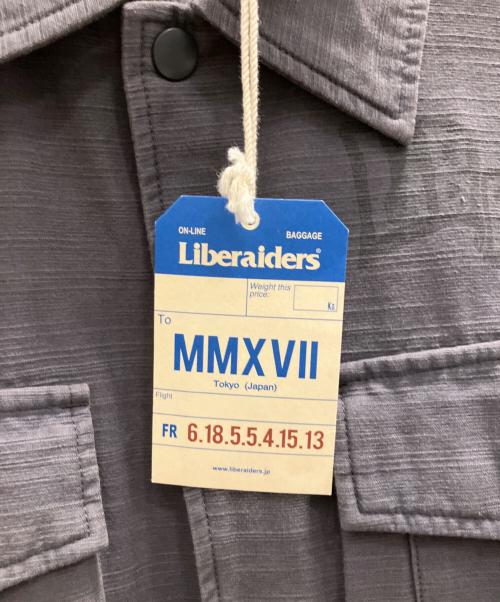 ON-LINE BAGGAGE
Liberaiders®
Weight this
price:
Kg
To
MMXVII
Tokyo (Japan)
Flight
FR 6.18.5.5.4.15.13
www.liberaiders.jp